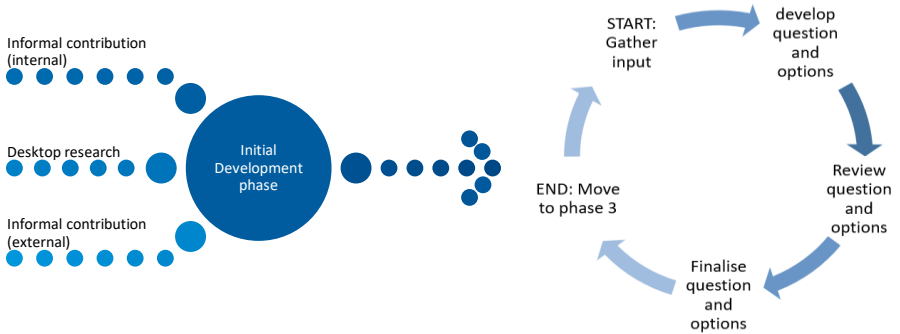 Informal contribution
(internal)
Desktop research
Informal contribution
(external)
Initial
Development
phase
START:
Gather
input
develop
question
and
options
Review
question
and
options
Finalise
question
and
options
END: Move
to phase 3